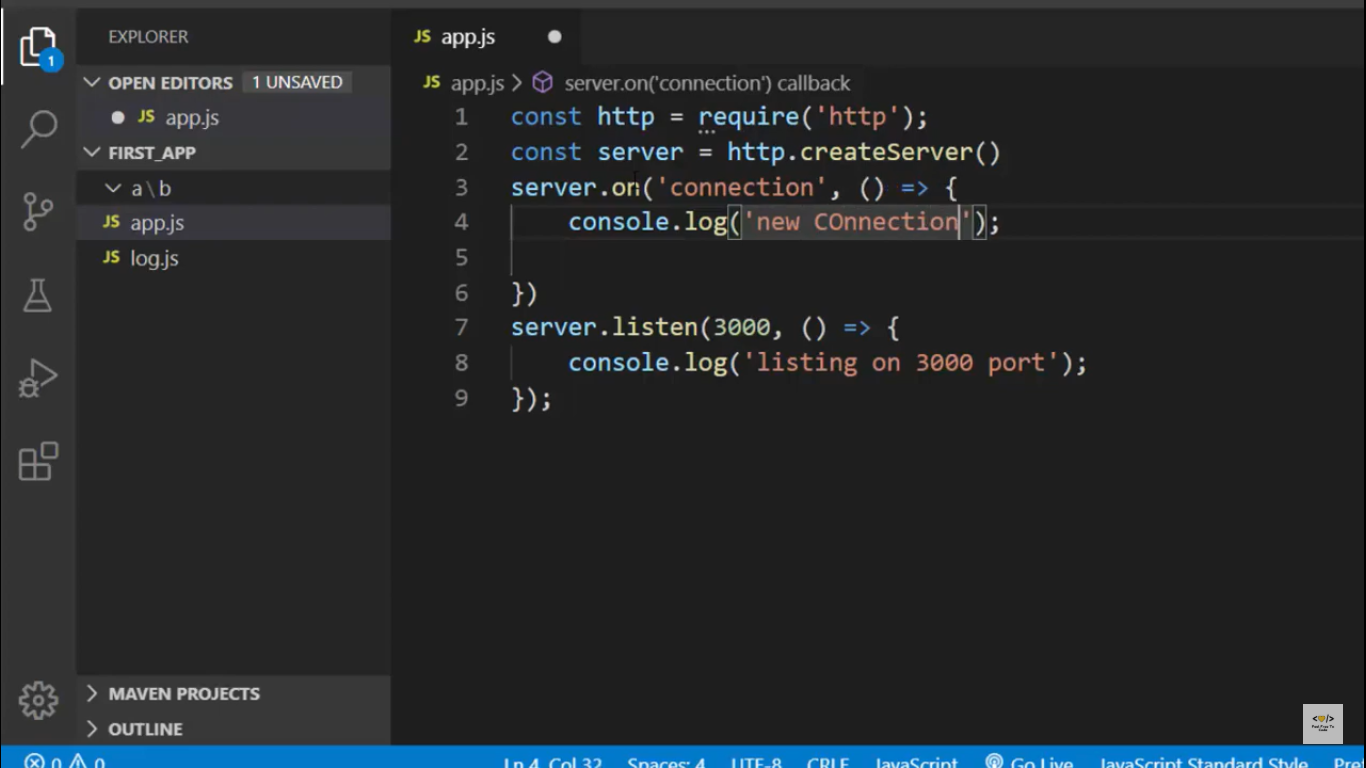 EXPLORER
1
OPEN EDITORS 1 UNSAVED
JS app.js
FIRST_APP
a\b
JS app.js
JS log.js
MAVEN PROJECTS
OUTLINE
JS app.js
JS app.js > server.on('connection') callback
1 const http = require('http');
2 const server = http.createServer()
3 server.on('connection', () => {
4 console.log('new COnnection');
5
6 })
7 server.listen(3000, () => {
8 console.log('listing on 3000 port');
9 });
</>
0 0 Ln 4, Col 32 Spaces: 4 UTF-8 CRLF JavaScript Go Live JavaScript Standard Style